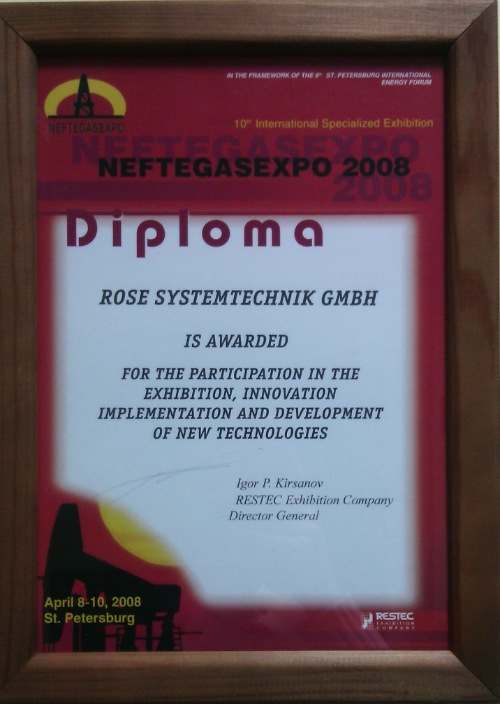 IN THE FRAMEWORK OF THE 8th ST. PETERSBURG INTERNATIONAL
ENERGY FORUM
NEFTEGASEXPO
10th International Specialized Exhibition
NEFTEGASEXPO
NEFTEGASEXPO 2008
2008
Diploma
ROSE SYSTEMTECHNIK GMBH
IS AWARDED
FOR THE PARTICIPATION IN THE
EXHIBITION, INNOVATION
IMPLEMENTATION AND DEVELOPMENT
OF NEW TECHNOLOGIES
Igor P. Kirsanov
RESTEC Exhibition Company
Director General
April 8-10, 2008
St. Petersburg
RESTEC
EXHIBITION
COMPANY